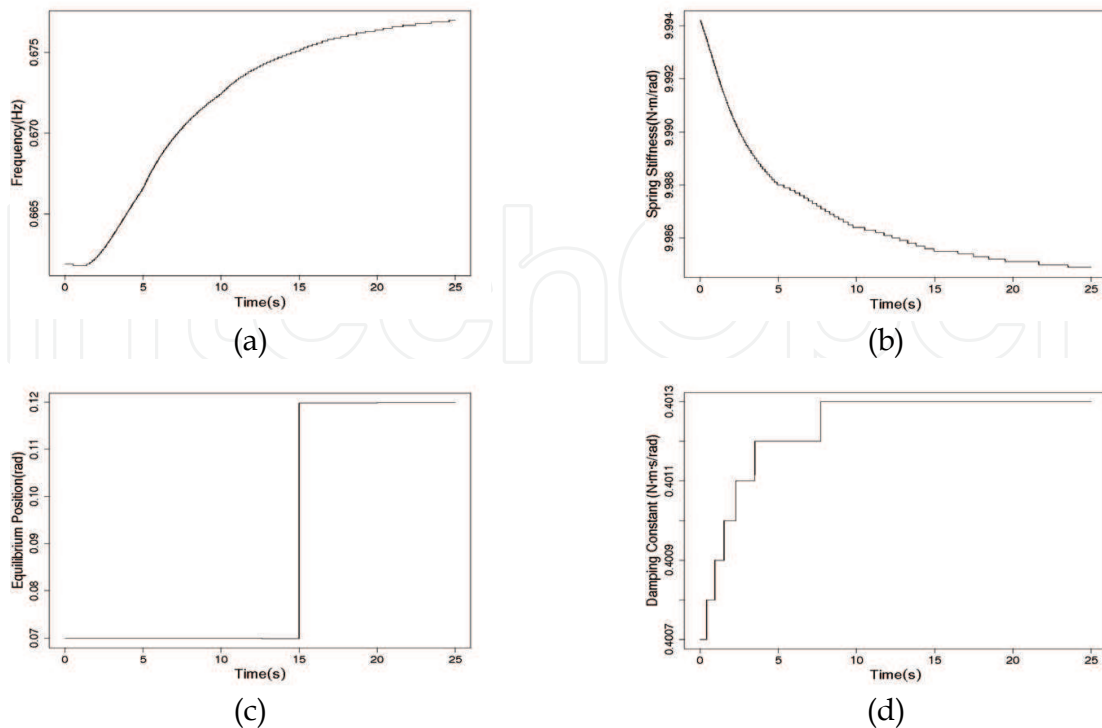 0.675
0.670
0.665
Frequency(Hz)
0 5 10 15 20 25
Time(s)
(a)
9.994
9.992
9.990
9.988
9.986
Spring Stiffness(N·m/rad)
0 5 10 15 20 25
Time(s)
(b)
0.12
0.11
0.10
0.09
0.08
0.07
Equilibrium Position(rad)
0 5 10 15 20 25
Time(s)
(c)
0.4013
0.4011
0.4009
0.4007
Damping Constant (N·m·s/rad)
0 5 10 15 20 25
Time(s)
(d)